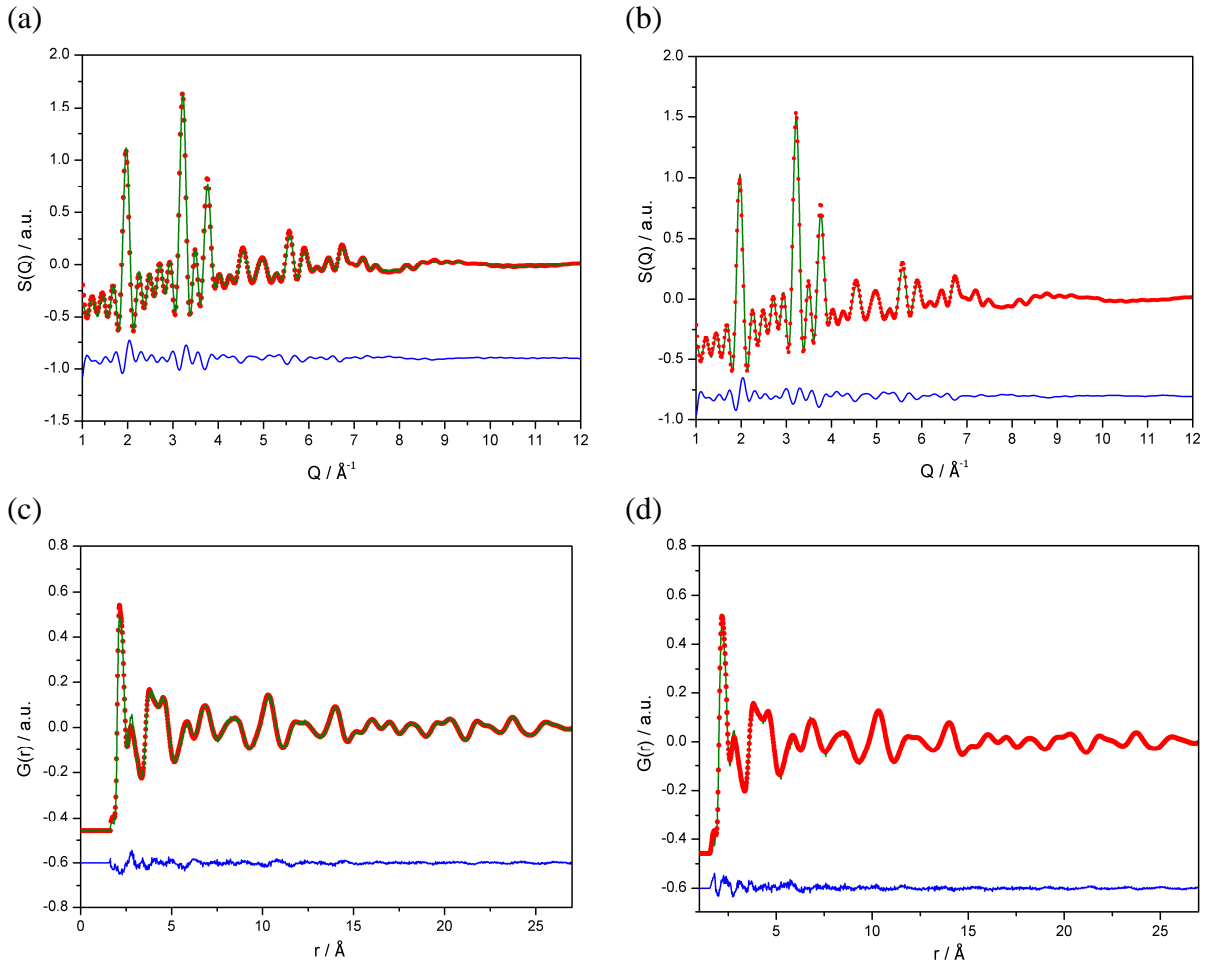 (a)
2.0
1.5
1.0
0.5
0.0
-0.5
-1.0
-1.5
S(Q) / a.u.
1 2 3 4 5 6 7 8 9 10 11 12
Q / Å⁻¹
(b)
2.0
1.5
1.0
0.5
0.0
-0.5
-1.0
S(Q) / a.u.
1 2 3 4 5 6 7 8 9 10 11 12
Q / Å⁻¹
(c)
0.8
0.6
0.4
0.2
0.0
-0.2
-0.4
-0.6
-0.8
G(r) / a.u.
0 5 10 15 20 25
r / Å
(d)
0.8
0.6
0.4
0.2
0.0
-0.2
-0.4
-0.6
G(r) / a.u.
5 10 15 20 25
r / Å